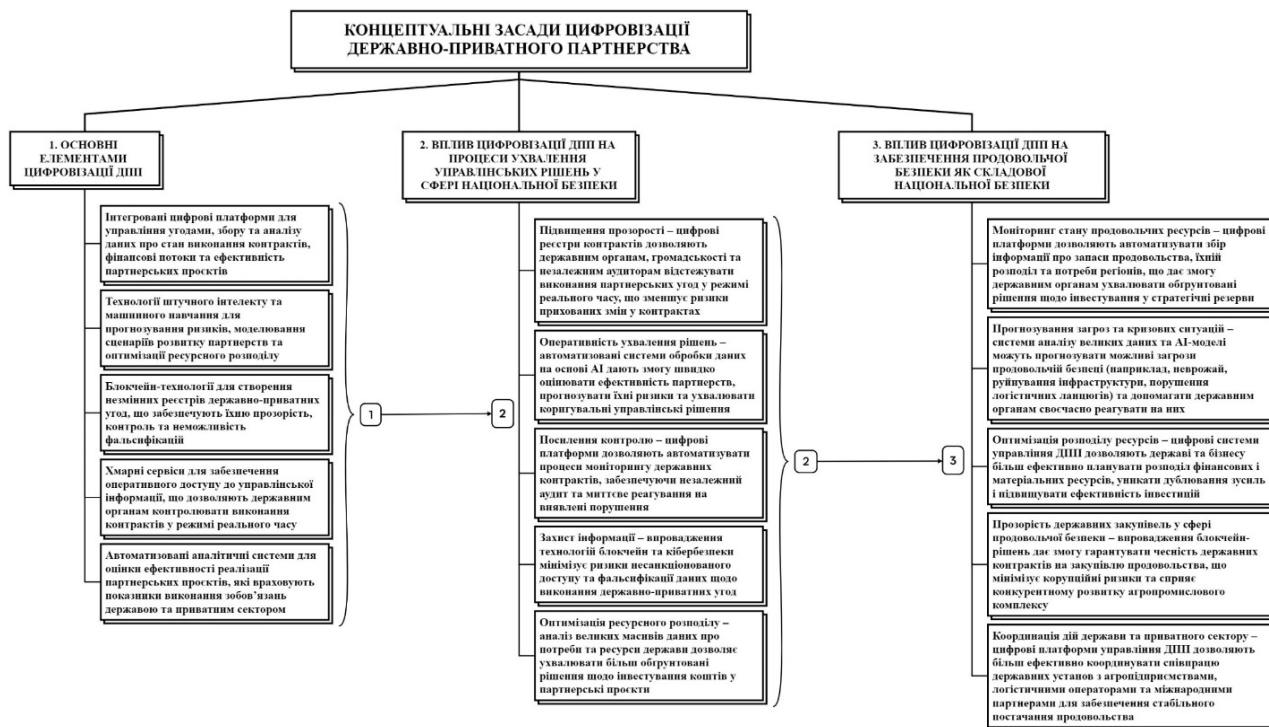 КОНЦЕПТУАЛЬНІ ЗАСАДИ ЦИФРОВІЗАЦІЇ
ДЕРЖАВНО-ПРИВАТНОГО ПАРТНЕРСТВА
1. ОСНОВНІ
ЕЛЕМЕНТАМИ
ЦИФРОВІЗАЦІЇ ДПП
Інтегровані цифрові платформи для
управління угодами, збору та аналізу
даних про стан виконання контрактів,
фінансові потоки та ефективність
партнерських проєктів
Технології штучного інтелекту та
машинного навчання для
прогнозування ризиків, моделювання
сценаріїв розвитку партнерств та
оптимізації ресурсного розподілу
Блокчейн-технології для створення
незмінних реєстрів державно-приватних
угод, що забезпечують їхню прозорість,
контроль та неможливість
фальсифікацій
Хмарні сервіси для забезпечення
оперативного доступу до управлінської
інформації, що дозволяють державним
органам контролювати виконання
контрактів у режимі реального часу
Автоматизовані аналітичні системи для
оцінки ефективності реалізації
партнерських проєктів, які враховують
показники виконання зобов’язань
державою та приватним сектором
1
2
2. ВПЛИВ ЦИФРОВІЗАЦІЇ ДПП НА
ПРОЦЕСИ УХВАЛЕННЯ
УПРАВЛІНСЬКИХ РІШЕНЬ У
СФЕРІ НАЦІОНАЛЬНОЇ БЕЗПЕКИ
Підвищення прозорості – цифрові
реєстри контрактів дозволяють
державним органам, громадськості та
незалежним аудиторам відстежувати
виконання партнерських угод у режимі
реального часу, що зменшує ризики
прихованих змін у контрактах
Оперативність ухвалення рішень –
автоматизовані системи обробки даних
на основі AI дають змогу швидко
оцінювати ефективність партнерств,
прогнозувати їхні ризики та ухвалювати
коригувальні управлінські рішення
Посилення контролю – цифрові
платформи дозволяють автоматизувати
процеси моніторингу державних
контрактів, забезпечуючи незалежний
аудит та миттєве реагування на
виявлені порушення
Захист інформації – впровадження
технологій блокчейн та кібербезпеки
мінімізує ризики несанкціонованого
доступу та фальсифікації даних щодо
виконання державно-приватних угод
Оптимізація ресурсного розподілу –
аналіз великих масивів даних про
потреби та ресурси держави дозволяє
ухвалювати більш обґрунтовані
рішення щодо інвестування коштів у
партнерські проєкти
2
3
3. ВПЛИВ ЦИФРОВІЗАЦІЇ ДПП НА
ЗАБЕЗПЕЧЕННЯ ПРОДОВОЛЬЧОЇ
БЕЗПЕКИ ЯК СКЛАДОВОЇ
НАЦІОНАЛЬНОЇ БЕЗПЕКИ
Моніторинг стану продовольчих ресурсів – цифрові
платформи дозволяють автоматизувати збір
інформації про запаси продовольства, їхній
розподіл та потреби регіонів, що дає змогу
державним органам ухвалювати обґрунтовані
рішення щодо інвестування у стратегічні резерви
Прогнозування загроз та кризових ситуацій –
системи аналізу великих даних та AI-моделі
можуть прогнозувати можливі загрози
продовольчій безпеці (наприклад, неврожай,
руйнування інфраструктури, порушення
логістичних ланцюгів) та допомагати державним
органам своєчасно реагувати на них
Оптимізація розподілу ресурсів – цифрові системи
управління ДПП дозволяють державі та бізнесу
більш ефективно планувати розподіл фінансових і
матеріальних ресурсів, уникати дублювання зусиль
і підвищувати ефективність інвестицій
Прозорість державних закупівель у сфері
продовольчої безпеки – впровадження блокчейн-
рішень дає змогу гарантувати чесність державних
контрактів на закупівлю продовольства, що
мінімізує корупційні ризики та сприяє
конкурентному розвитку агропромислового
комплексу
Координація дій держави та приватного сектору –
цифрові платформи управління ДПП дозволяють
більш ефективно координувати співпрацю
державних установ з агропідприємствами,
логістичними операторами та міжнародними
партнерами для забезпечення стабільного
постачання продовольства